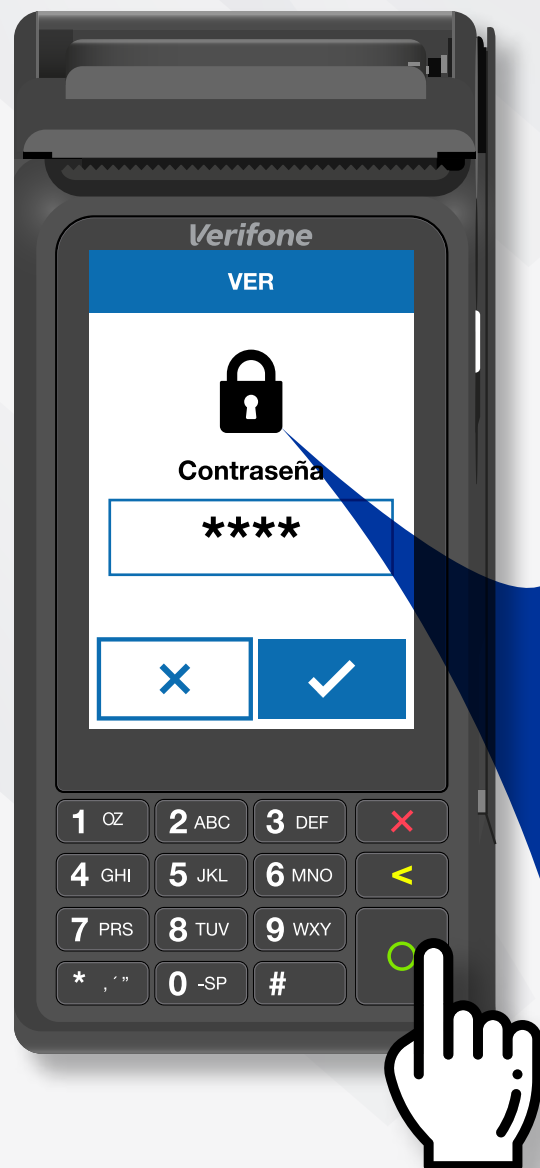 Verifone
VER
Contraseña
****
1 OZ 2 ABC 3 DEF
4 GHI 5 JKL 6 MNO <
7 PRS 8 TUV 9 WXY
* , ´ ” 0 -SP #